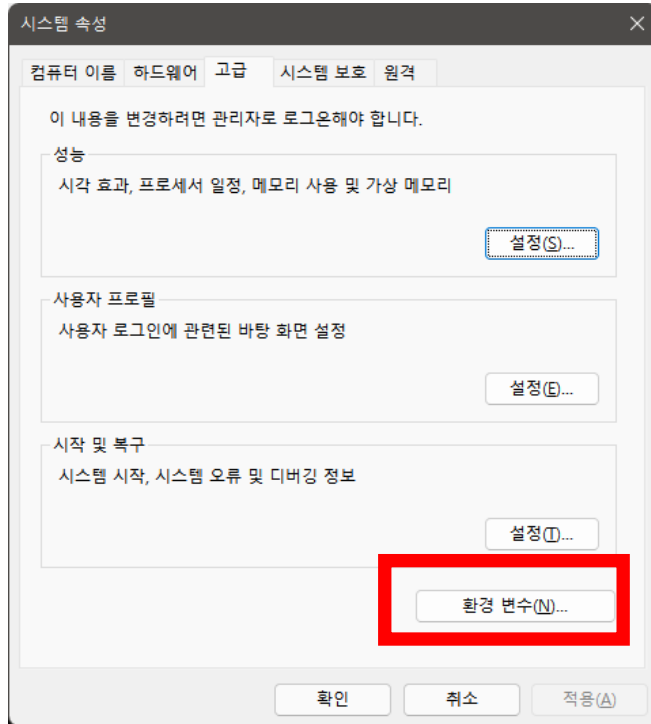 시스템 속성
컴퓨터 이름 하드웨어 고급 시스템 보호 원격
이 내용을 변경하려면 관리자로 로그온해야 합니다.
성능
시각 효과, 프로세서 일정, 메모리 사용 및 가상 메모리
설정(S)...
사용자 프로필
사용자 로그인에 관련된 바탕 화면 설정
설정(E)...
시작 및 복구
시스템 시작, 시스템 오류 및 디버깅 정보
설정(T)...
환경 변수(N)...
확인 취소 적용(A)